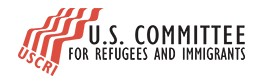 USCRI
U.S. COMMITTEE
FOR REFUGEES AND IMMIGRANTS